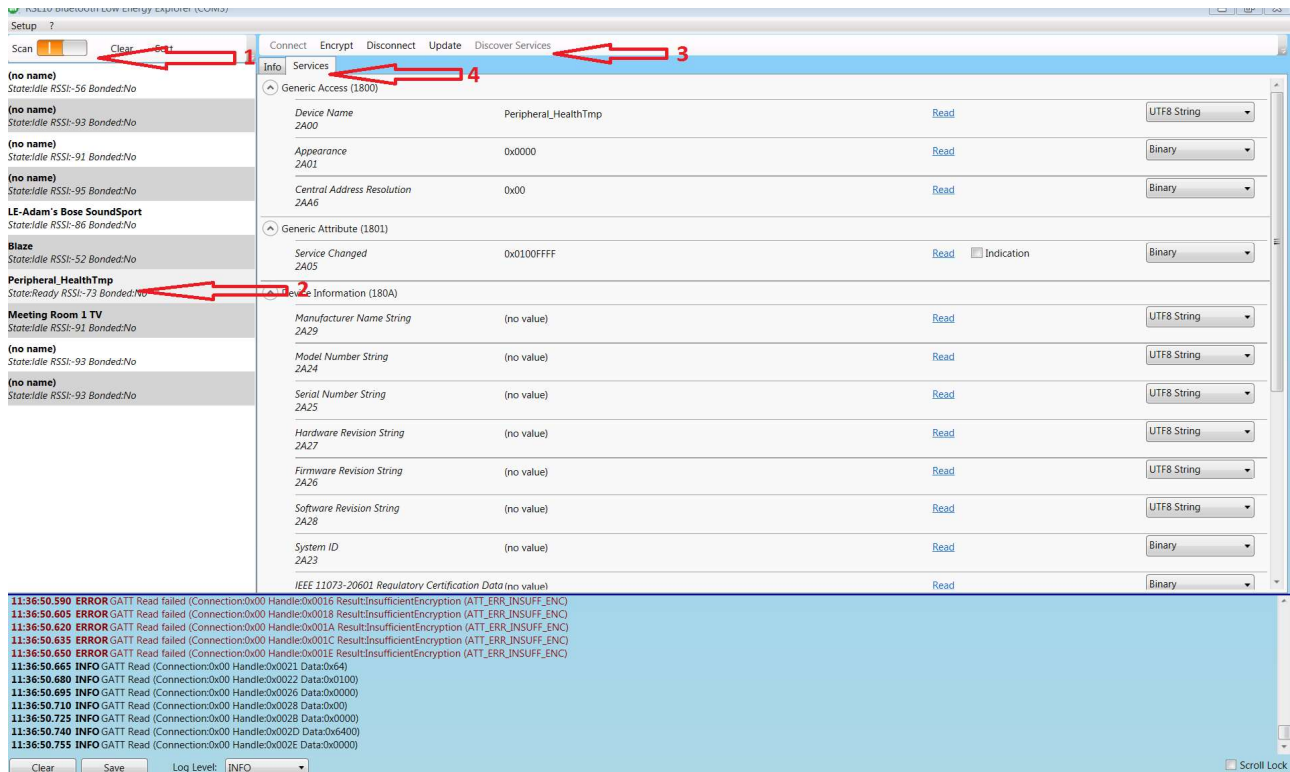 RSL10 Bluetooth Low Energy Explorer (COM3)
Setup ?
Scan Clear 1
Connect Encrypt Disconnect Update Discover Services 3
Info Services 4
(no name)
State:Idle RSSI:-56 Bonded:No
(no name)
State:Idle RSSI:-93 Bonded:No
(no name)
State:Idle RSSI:-91 Bonded:No
(no name)
State:Idle RSSI:-95 Bonded:No
LE-Adam's Bose SoundSport
State:Idle RSSI:-86 Bonded:No
Blaze
State:Idle RSSI:-52 Bonded:No
Peripheral_HealthTmp
State:Ready RSSI:-73 Bonded:No 2
Meeting Room 1 TV
State:Idle RSSI:-91 Bonded:No
(no name)
State:Idle RSSI:-93 Bonded:No
(no name)
State:Idle RSSI:-93 Bonded:No
Generic Access (1800)
Device Name Peripheral_HealthTmp Read UTF8 String
2A00
Appearance 0x0000 Read Binary
2A01
Central Address Resolution 0x00 Read Binary
2AA6
Generic Attribute (1801)
Service Changed 0x0100FFFF Read Indication Binary
2A05
Device Information (180A)
Manufacturer Name String (no value) Read UTF8 String
2A29
Model Number String (no value) Read UTF8 String
2A24
Serial Number String (no value) Read UTF8 String
2A25
Hardware Revision String (no value) Read UTF8 String
2A27
Firmware Revision String (no value) Read UTF8 String
2A26
Software Revision String (no value) Read UTF8 String
2A28
System ID (no value) Read Binary
2A23
IEEE 11073-20601 Regulatory Certification Data (no value) Read Binary
11:36:50.590 ERROR GATT Read failed (Connection:0x00 Handle:0x0016 Result:InsufficientEncryption (ATT_ERR_INSUFF_ENC)
11:36:50.605 ERROR GATT Read failed (Connection:0x00 Handle:0x0018 Result:InsufficientEncryption (ATT_ERR_INSUFF_ENC)
11:36:50.620 ERROR GATT Read failed (Connection:0x00 Handle:0x001A Result:InsufficientEncryption (ATT_ERR_INSUFF_ENC)
11:36:50.635 ERROR GATT Read failed (Connection:0x00 Handle:0x001C Result:InsufficientEncryption (ATT_ERR_INSUFF_ENC)
11:36:50.650 ERROR GATT Read failed (Connection:0x00 Handle:0x001E Result:InsufficientEncryption (ATT_ERR_INSUFF_ENC)
11:36:50.665 INFO GATT Read (Connection:0x00 Handle:0x0021 Data:0x64)
11:36:50.680 INFO GATT Read (Connection:0x00 Handle:0x0022 Data:0x0100)
11:36:50.695 INFO GATT Read (Connection:0x00 Handle:0x0026 Data:0x0000)
11:36:50.710 INFO GATT Read (Connection:0x00 Handle:0x0028 Data:0x00)
11:36:50.725 INFO GATT Read (Connection:0x00 Handle:0x002B Data:0x0000)
11:36:50.740 INFO GATT Read (Connection:0x00 Handle:0x002D Data:0x6400)
11:36:50.755 INFO GATT Read (Connection:0x00 Handle:0x002E Data:0x0000)
Clear Save Log Level: INFO Scroll Lock